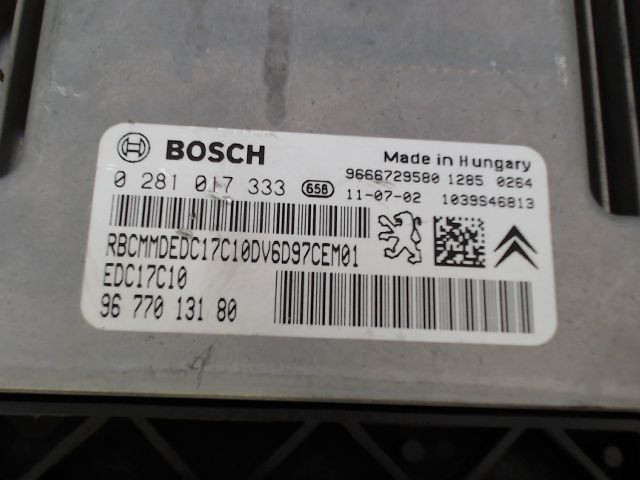 BOSCH
Made in Hungary
0 281 017 333 656
9666729580 1285 0264
11-07-02 1039S46813
RBCMMDEDC17C10DV6D97CEM01
EDC17C10
96 770 131 80